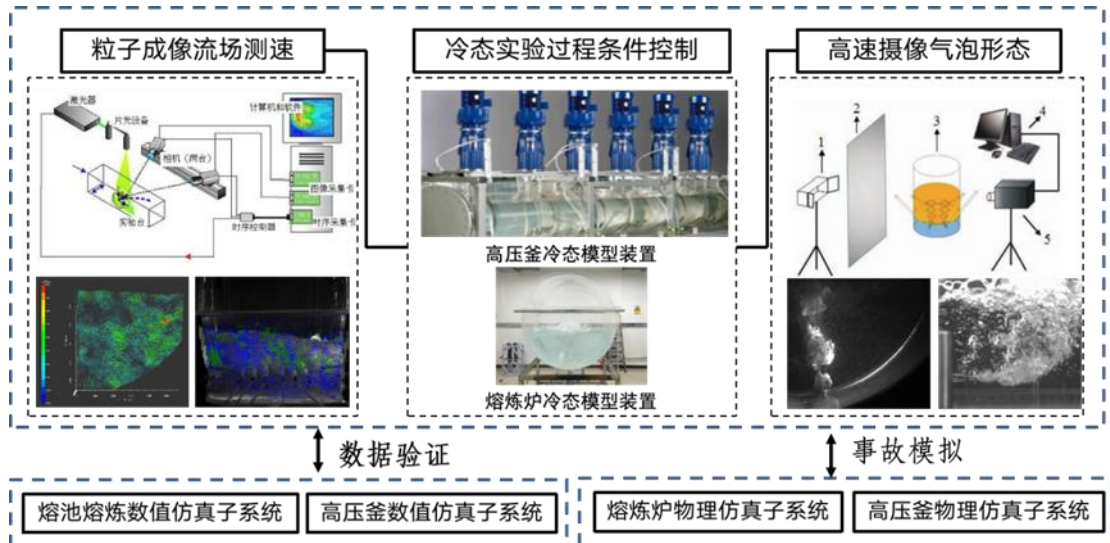 粒子成像流场测速
冷态实验过程条件控制
高速摄像气泡形态
激光器
片光设备
计算机和软件
相机（两台）
图像采集卡
实验台
时序控制器
时序采集卡
高压釜冷态模型装置
熔炼炉冷态模型装置
1
2
3
4
5
数据验证
事故模拟
熔池熔炼数值仿真子系统
高压釜数值仿真子系统
熔炼炉物理仿真子系统
高压釜物理仿真子系统